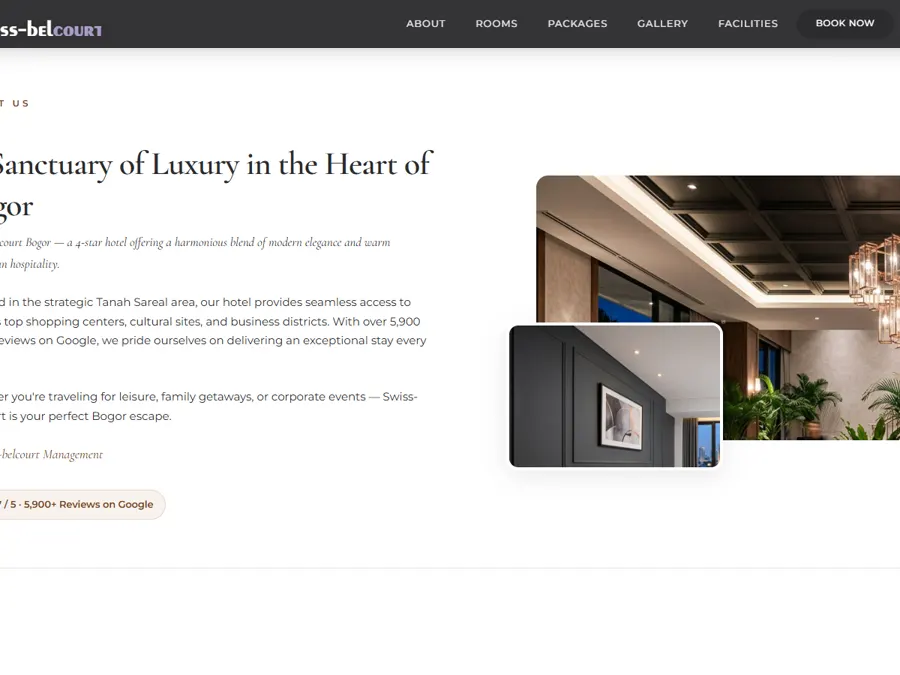 ss-belcourt
ABOUT ROOMS PACKAGES GALLERY FACILITIES BOOK NOW
T US
Sanctuary of Luxury in the Heart of
gor
court Bogor — a 4-star hotel offering a harmonious blend of modern elegance and warm
n hospitality.
d in the strategic Tanah Sareal area, our hotel provides seamless access to
s top shopping centers, cultural sites, and business districts. With over 5,900
eviews on Google, we pride ourselves on delivering an exceptional stay every
er you're traveling for leisure, family getaways, or corporate events — Swiss-
rt is your perfect Bogor escape.
-belcourt Management
/ 5 · 5,900+ Reviews on Google